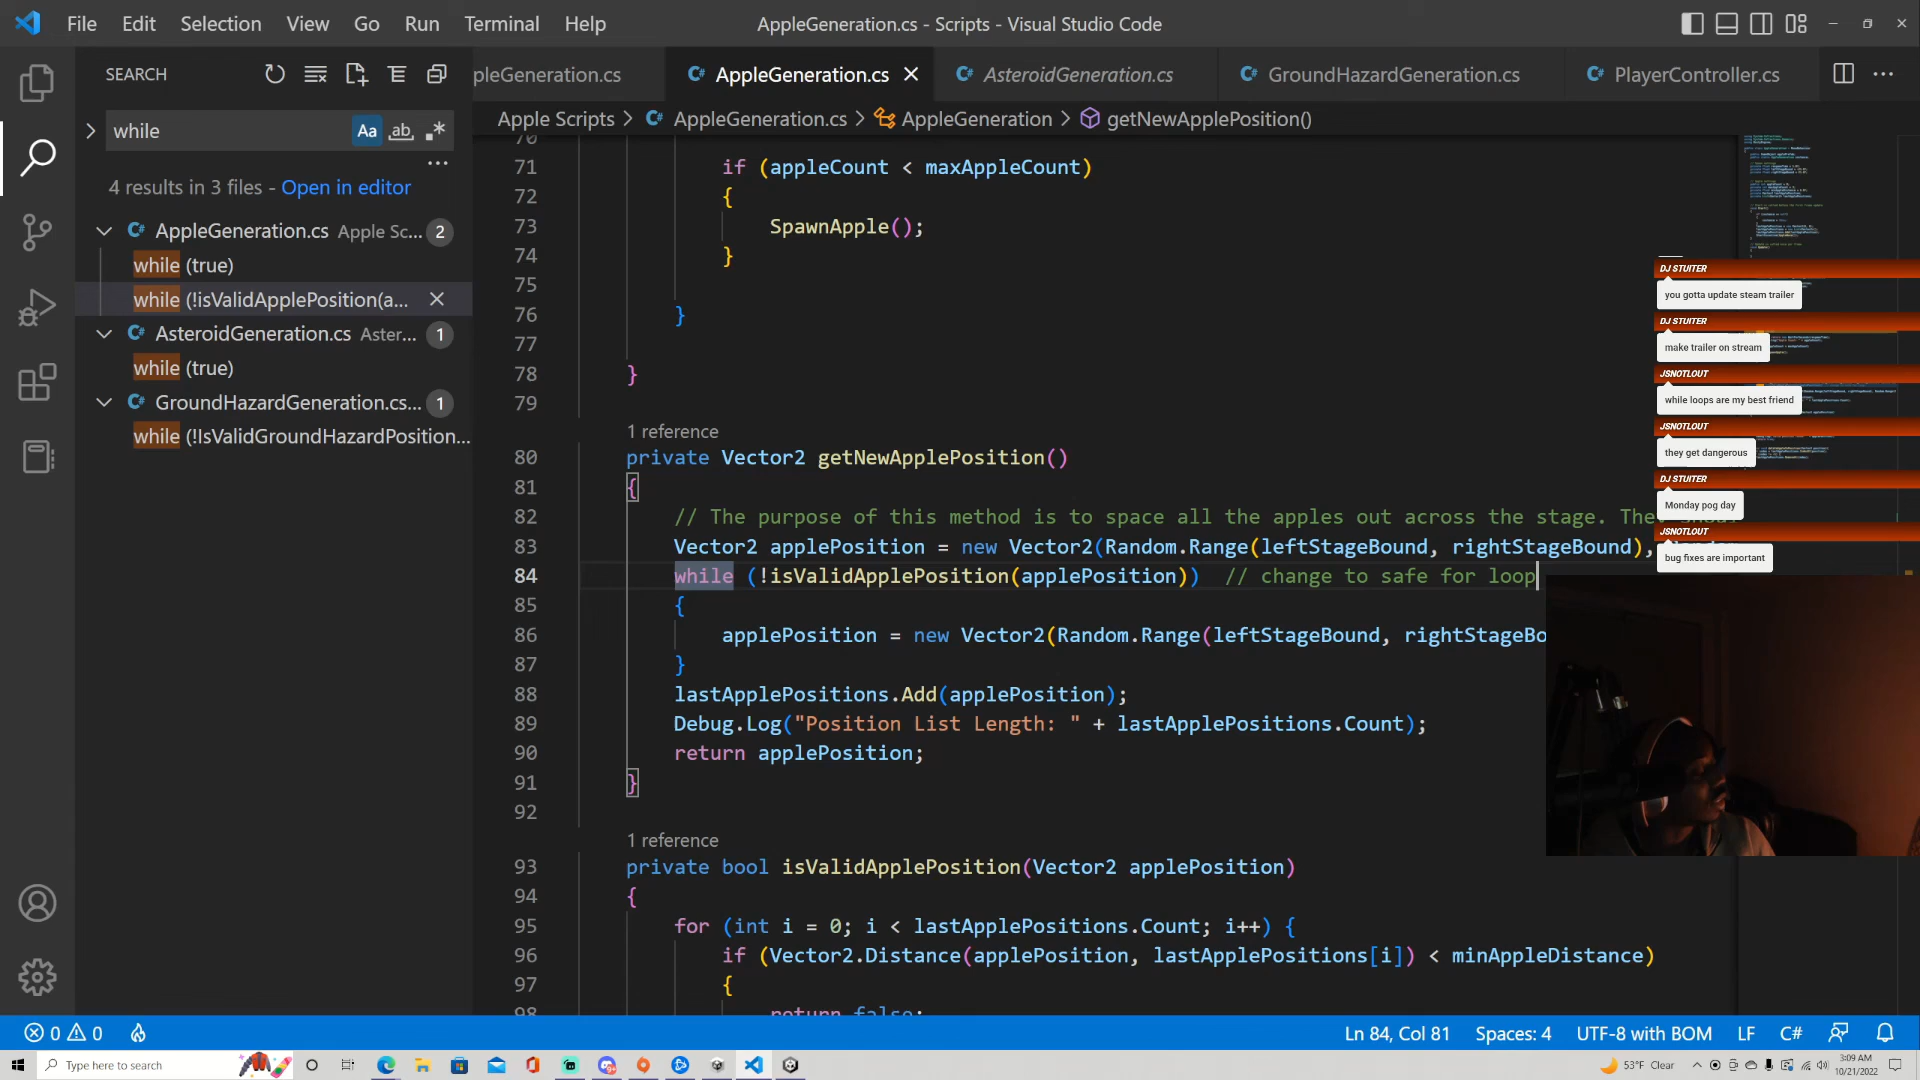 File Edit Selection View Go Run Terminal Help
AppleGeneration.cs - Scripts - Visual Studio Code
SEARCH
while
Aa ab
4 results in 3 files - Open in editor
AppleGeneration.cs Apple Sc... 2
while (true)
while (!isValidApplePosition(a...
AsteroidGeneration.cs Aster... 1
while (true)
GroundHazardGeneration.cs... 1
while (!IsValidGroundHazardPosition...
pleGeneration.cs
AppleGeneration.cs
AsteroidGeneration.cs
GroundHazardGeneration.cs
PlayerController.cs
Apple Scripts > AppleGeneration.cs > AppleGeneration > getNewApplePosition()
70
71 if (appleCount < maxAppleCount)
72 {
73 SpawnApple();
74 }
75
76 }
77
78 }
79
1 reference
80 private Vector2 getNewApplePosition()
81 {
82 // The purpose of this method is to space all the apples out across the stage.
83 Vector2 applePosition = new Vector2(Random.Range(leftStageBound, rightStageBound),
84 while (!isValidApplePosition(applePosition)) // change to safe for loop
85 {
86 applePosition = new Vector2(Random.Range(leftStageBound, rightStageBo
87 }
88 lastApplePositions.Add(applePosition);
89 Debug.Log("Position List Length: " + lastApplePositions.Count);
90 return applePosition;
91 }
92
1 reference
93 private bool isValidApplePosition(Vector2 applePosition)
94 {
95 for (int i = 0; i < lastApplePositions.Count; i++) {
96 if (Vector2.Distance(applePosition, lastApplePositions[i]) < minAppleDistance)
97 {
98 return false;
DJ STUITER
you gotta update steam trailer
DJ STUITER
make trailer on stream
JSNOTLOUT
while loops are my best friend
JSNOTLOUT
they get dangerous
DJ STUITER
Monday pog day
JSNOTLOUT
bug fixes are important
0 0
Ln 84, Col 81 Spaces: 4 UTF-8 with BOM LF C#
Type here to search
53°F Clear
3:09 AM
10/21/2022